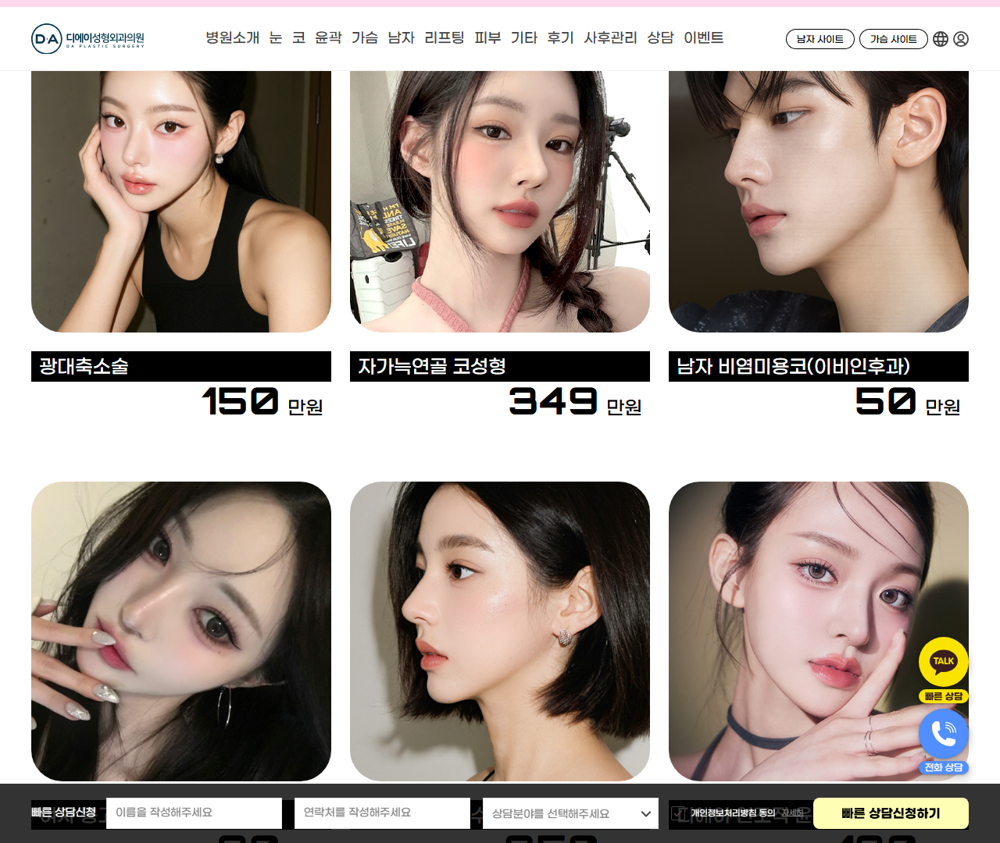 D·A 디에이성형외과의원
DA PLASTIC SURGERY
병원소개 눈 코 윤곽 가슴 남자 리프팅 피부 기타 후기 사후관리 상담 이벤트
남자 사이트 가슴 사이트
광대축소술
150 만원
자가늑연골 코성형
349 만원
남자 비염미용코(이비인후과)
50 만원
TALK
빠른 상담
전화 상담
빠른 상담신청 이름을 작성해주세요 연락처를 작성해주세요 상담분야를 선택해주세요 개인정보처리방침 동의 자세히 빠른 상담신청하기